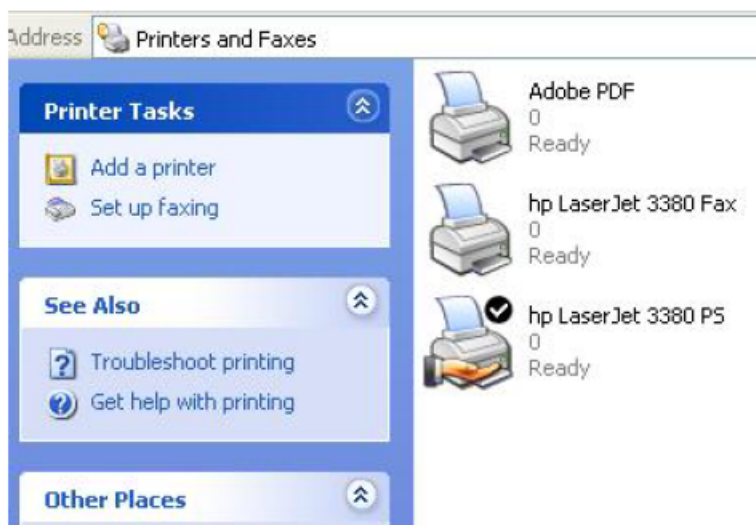 Address Printers and Faxes
Printer Tasks
Add a printer
Set up faxing
See Also
Troubleshoot printing
Get help with printing
Other Places
Adobe PDF
0
Ready
hp LaserJet 3380 Fax
0
Ready
hp LaserJet 3380 PS
0
Ready